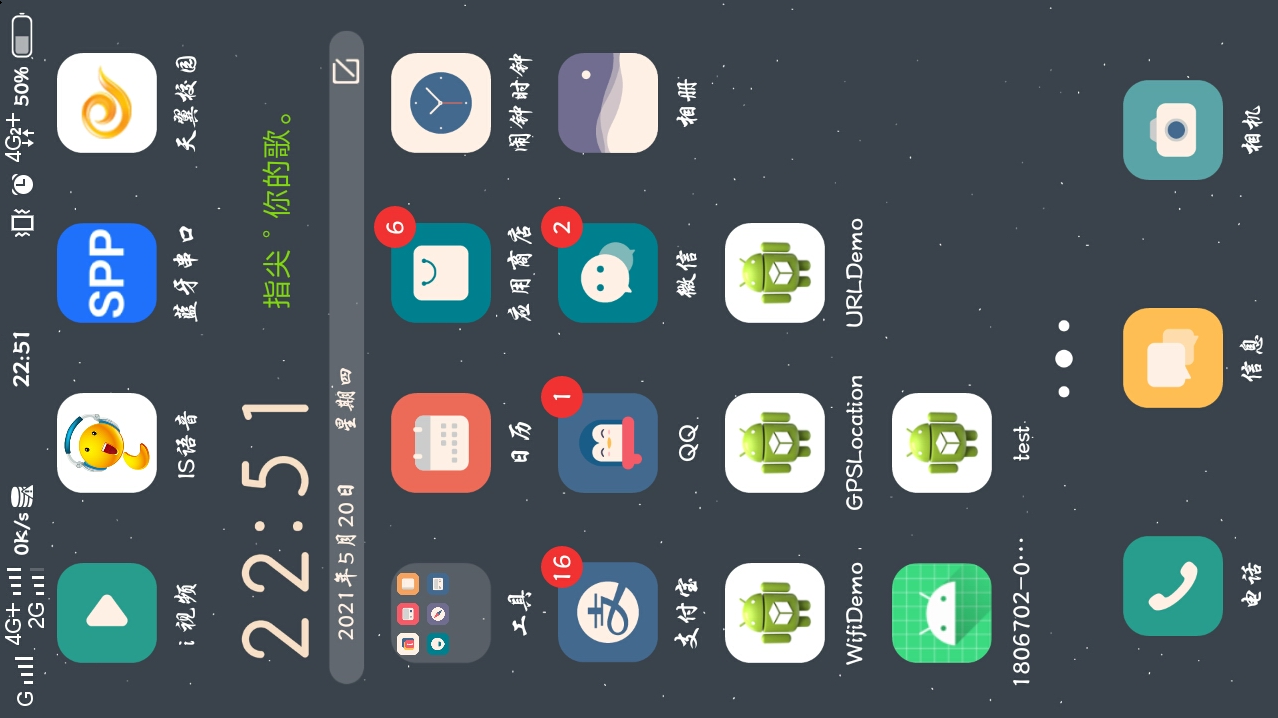 G 4G+ 2G 0K/s 22:51 4G2+ 50%
i视频 IS语音 蓝牙串口 天翼校园
SPP
22:51 指尖°你的歌。
2021年5月20日 星期四
工具 日历 应用商店 闹钟时钟
6
支付宝 QQ 微信 相册
16 1 2
WifiDemo GPSLocation URLDemo
1806702-0… test
电话 信息 相机